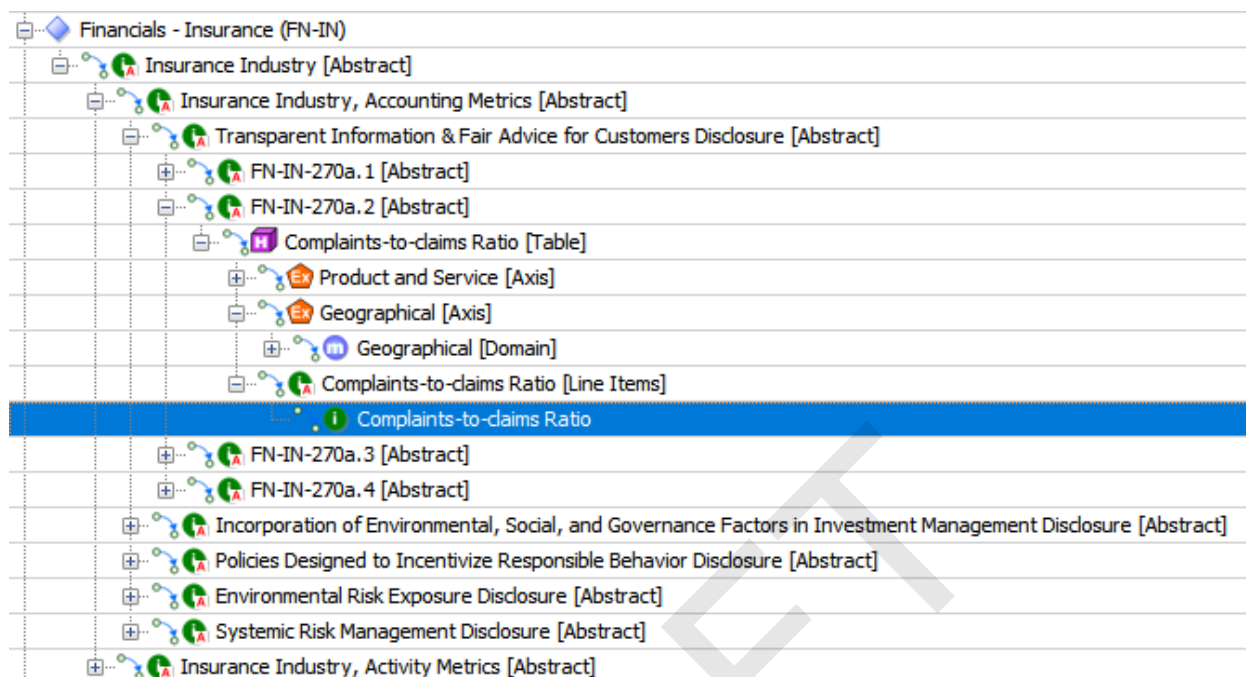 Financials - Insurance (FN-IN)
Insurance Industry [Abstract]
Insurance Industry, Accounting Metrics [Abstract]
Transparent Information & Fair Advice for Customers Disclosure [Abstract]
FN-IN-270a.1 [Abstract]
FN-IN-270a.2 [Abstract]
Complaints-to-claims Ratio [Table]
Product and Service [Axis]
Geographical [Axis]
Geographical [Domain]
Complaints-to-claims Ratio [Line Items]
Complaints-to-claims Ratio
FN-IN-270a.3 [Abstract]
FN-IN-270a.4 [Abstract]
Incorporation of Environmental, Social, and Governance Factors in Investment Management Disclosure [Abstract]
Policies Designed to Incentivize Responsible Behavior Disclosure [Abstract]
Environmental Risk Exposure Disclosure [Abstract]
Systemic Risk Management Disclosure [Abstract]
Insurance Industry, Activity Metrics [Abstract]